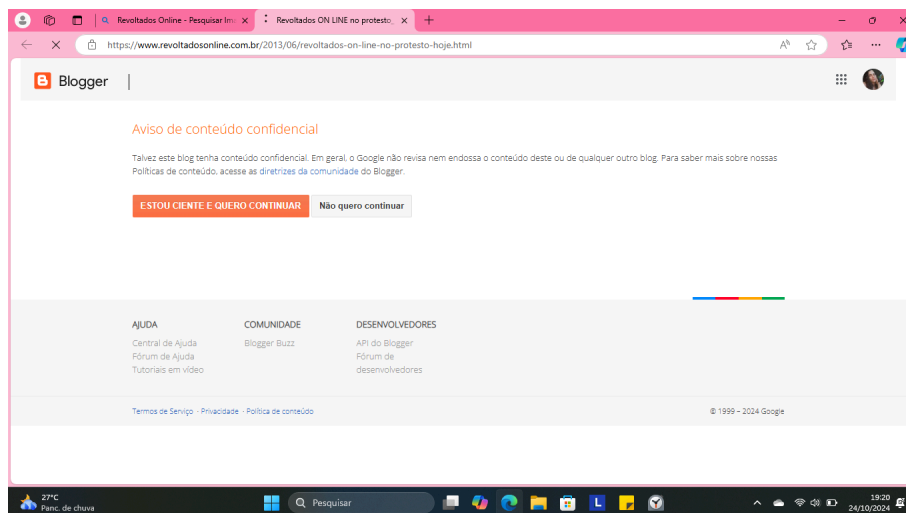 Revoltados Online - Pesquisar Im
Revoltados ON LINE no protesto
https://www.revoltadosonline.com.br/2013/06/revoltados-on-line-no-protesto-hoje.html
Blogger
Aviso de conteúdo confidencial
Talvez este blog tenha conteúdo confidencial. Em geral, o Google não revisa nem endossa o conteúdo deste ou de qualquer outro blog. Para saber mais sobre nossas
Políticas de conteúdo, acesse as diretrizes da comunidade do Blogger.
ESTOU CIENTE E QUERO CONTINUAR Não quero continuar
AJUDA
Central de Ajuda
Fórum de Ajuda
Tutoriais em vídeo
COMUNIDADE
Blogger Buzz
DESENVOLVEDORES
API do Blogger
Fórum de
desenvolvedores
Termos de Serviço - Privacidade - Política de conteúdo
© 1999 – 2024 Google
27°C
Panc. de chuva
Pesquisar
L
19:20
24/10/2024